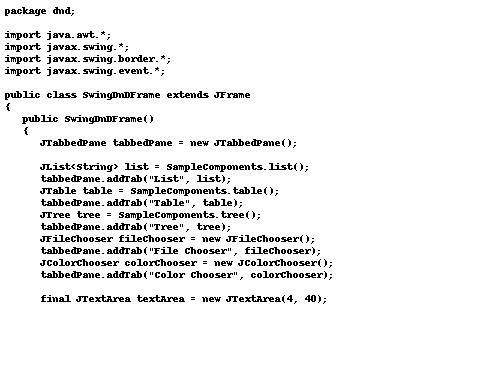 package dnd;
import java.awt.*;
import javax.swing.*;
import javax.swing.border.*;
import javax.swing.event.*;
public class SwingDnDFrame extends JFrame
{
public SwingDnDFrame()
{
JTabbedPane tabbedPane = new JTabbedPane();
JList<String> list = SampleComponents.list();
tabbedPane.addTab("List", list);
JTable table = SampleComponents.table();
tabbedPane.addTab("Table", table);
JTree tree = SampleComponents.tree();
tabbedPane.addTab("Tree", tree);
JFileChooser fileChooser = new JFileChooser();
tabbedPane.addTab("File Chooser", fileChooser);
JColorChooser colorChooser = new JColorChooser();
tabbedPane.addTab("Color Chooser", colorChooser);
final JTextArea textArea = new JTextArea(4, 40);